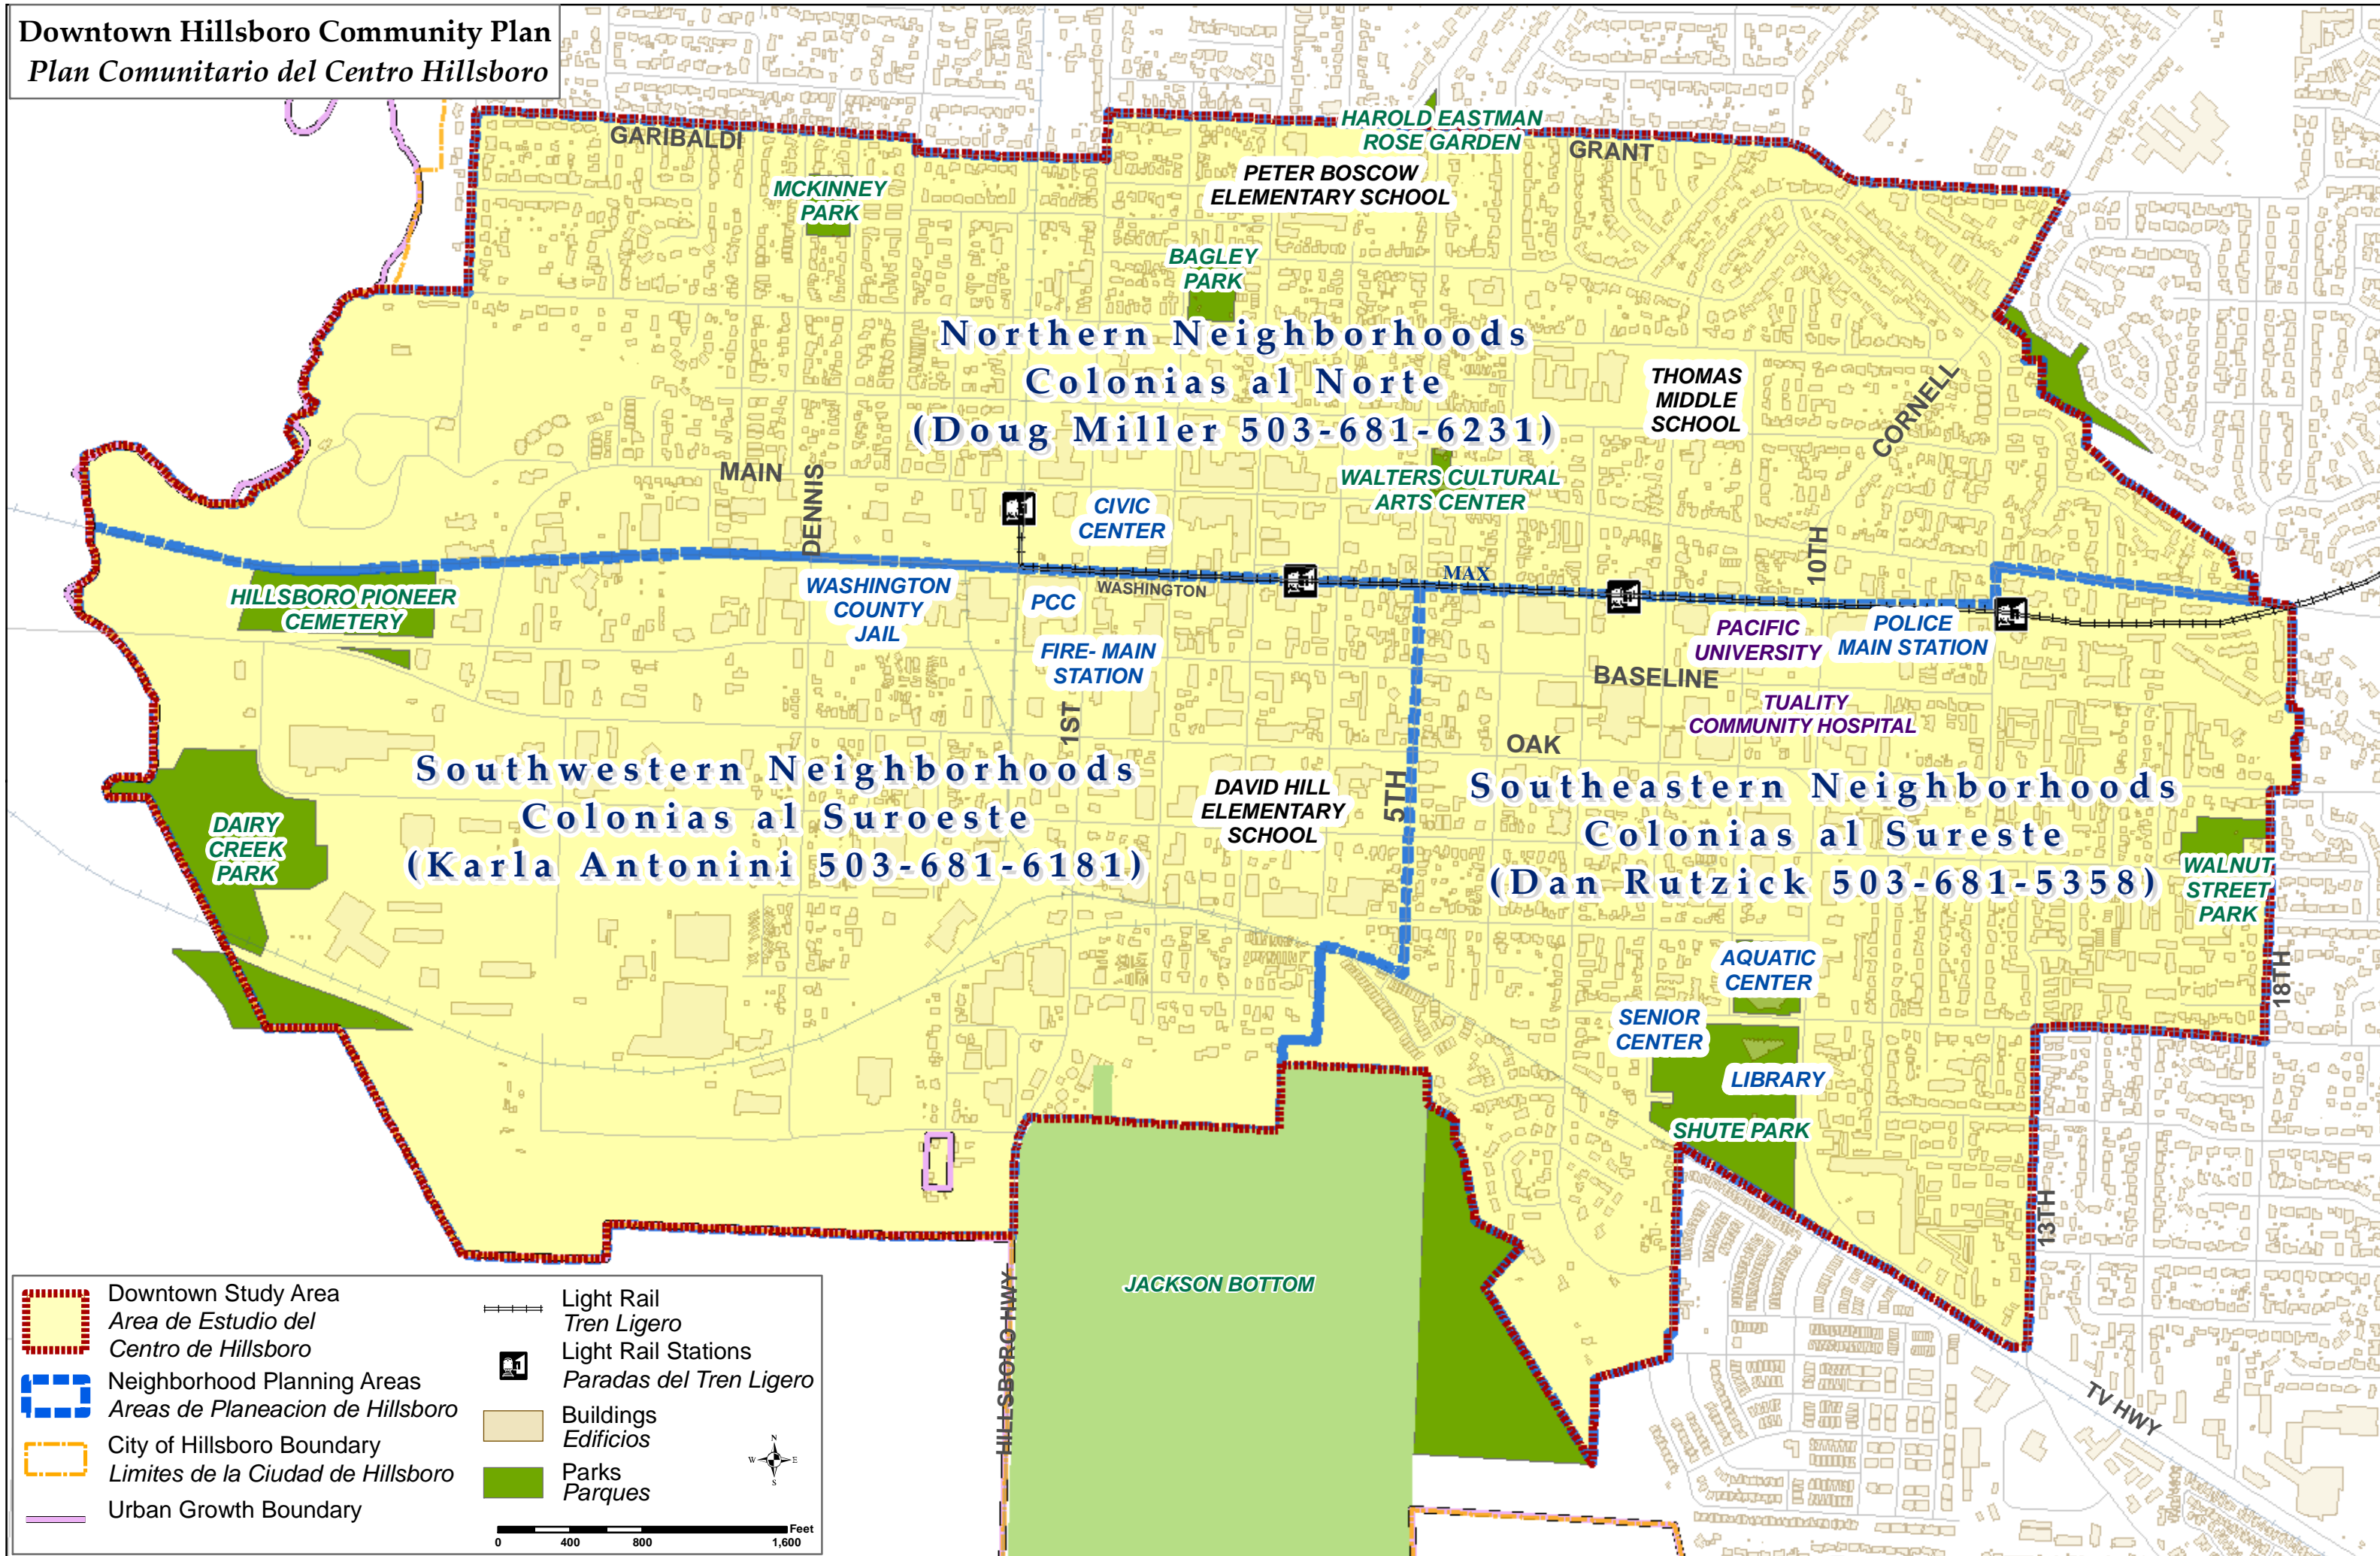 Downtown Hillsboro Community Plan
Plan Comunitario del Centro Hillsboro
GARIBALDI
HAROLD EASTMAN
ROSE GARDEN
GRANT
PETER BOSCOW
ELEMENTARY SCHOOL
MCKINNEY
PARK
BAGLEY
PARK
Northern Neighborhoods
Colonias al Norte
(Doug Miller 503-681-6231)
THOMAS
MIDDLE
SCHOOL
CORNELL
MAIN
DENNIS
WALTERS CULTURAL
ARTS CENTER
CIVIC
CENTER
10TH
MAX
WASHINGTON
HILLSBORO PIONEER
CEMETERY
WASHINGTON
COUNTY
JAIL
PCC
FIRE- MAIN
STATION
PACIFIC
UNIVERSITY
POLICE
MAIN STATION
BASELINE
TUALITY
COMMUNITY HOSPITAL
1ST
OAK
Southwestern Neighborhoods
Colonias al Suroeste
(Karla Antonini 503-681-6181)
DAVID HILL
ELEMENTARY
SCHOOL
5TH
Southeastern Neighborhoods
Colonias al Sureste
(Dan Rutzick 503-681-5358)
DAIRY
CREEK
PARK
WALNUT
STREET
PARK
AQUATIC
CENTER
18TH
SENIOR
CENTER
LIBRARY
SHUTE PARK
13TH
JACKSON BOTTOM
HILLSBORO HWY
TV HWY
Downtown Study Area
Area de Estudio del
Centro de Hillsboro
Neighborhood Planning Areas
Areas de Planeacion de Hillsboro
City of Hillsboro Boundary
Limites de la Ciudad de Hillsboro
Urban Growth Boundary
Light Rail
Tren Ligero
Light Rail Stations
Paradas del Tren Ligero
Buildings
Edificios
Parks
Parques
N
W E
S
Feet
0 400 800 1,600